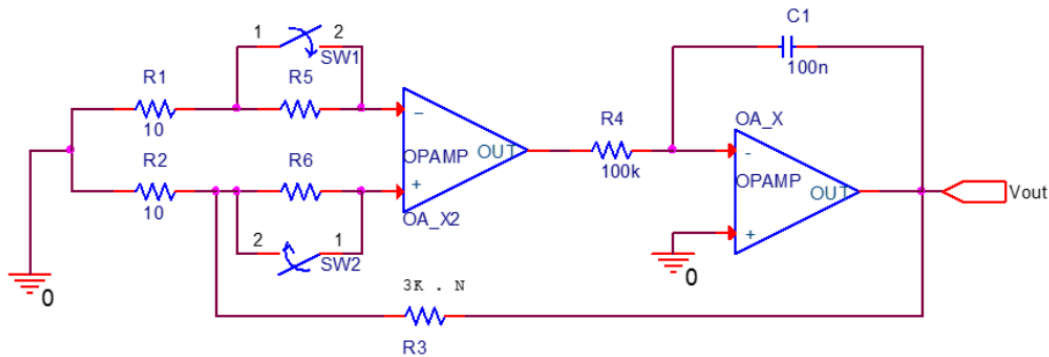 C1
100n
1
2
SW1
R1
10
R5
R2
10
R6
-
+
OPAMP
OUT
OA_X2
2
1
SW2
R4
100k
OA_X
-
+
OPAMP
OUT
Vout
0
0
3K . N
R3